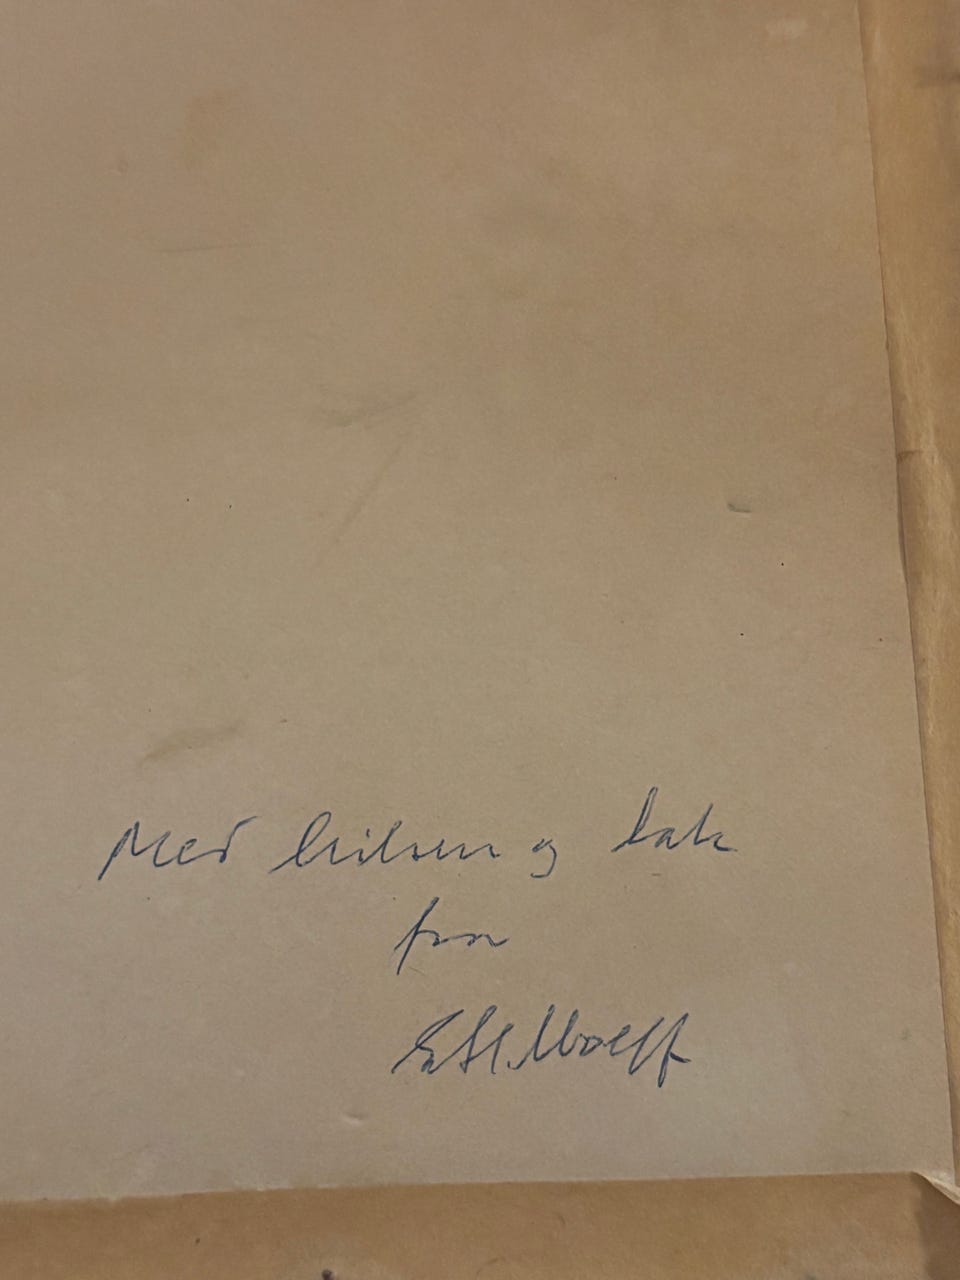 Med hilsen og tak
fra
E. H. Wolff